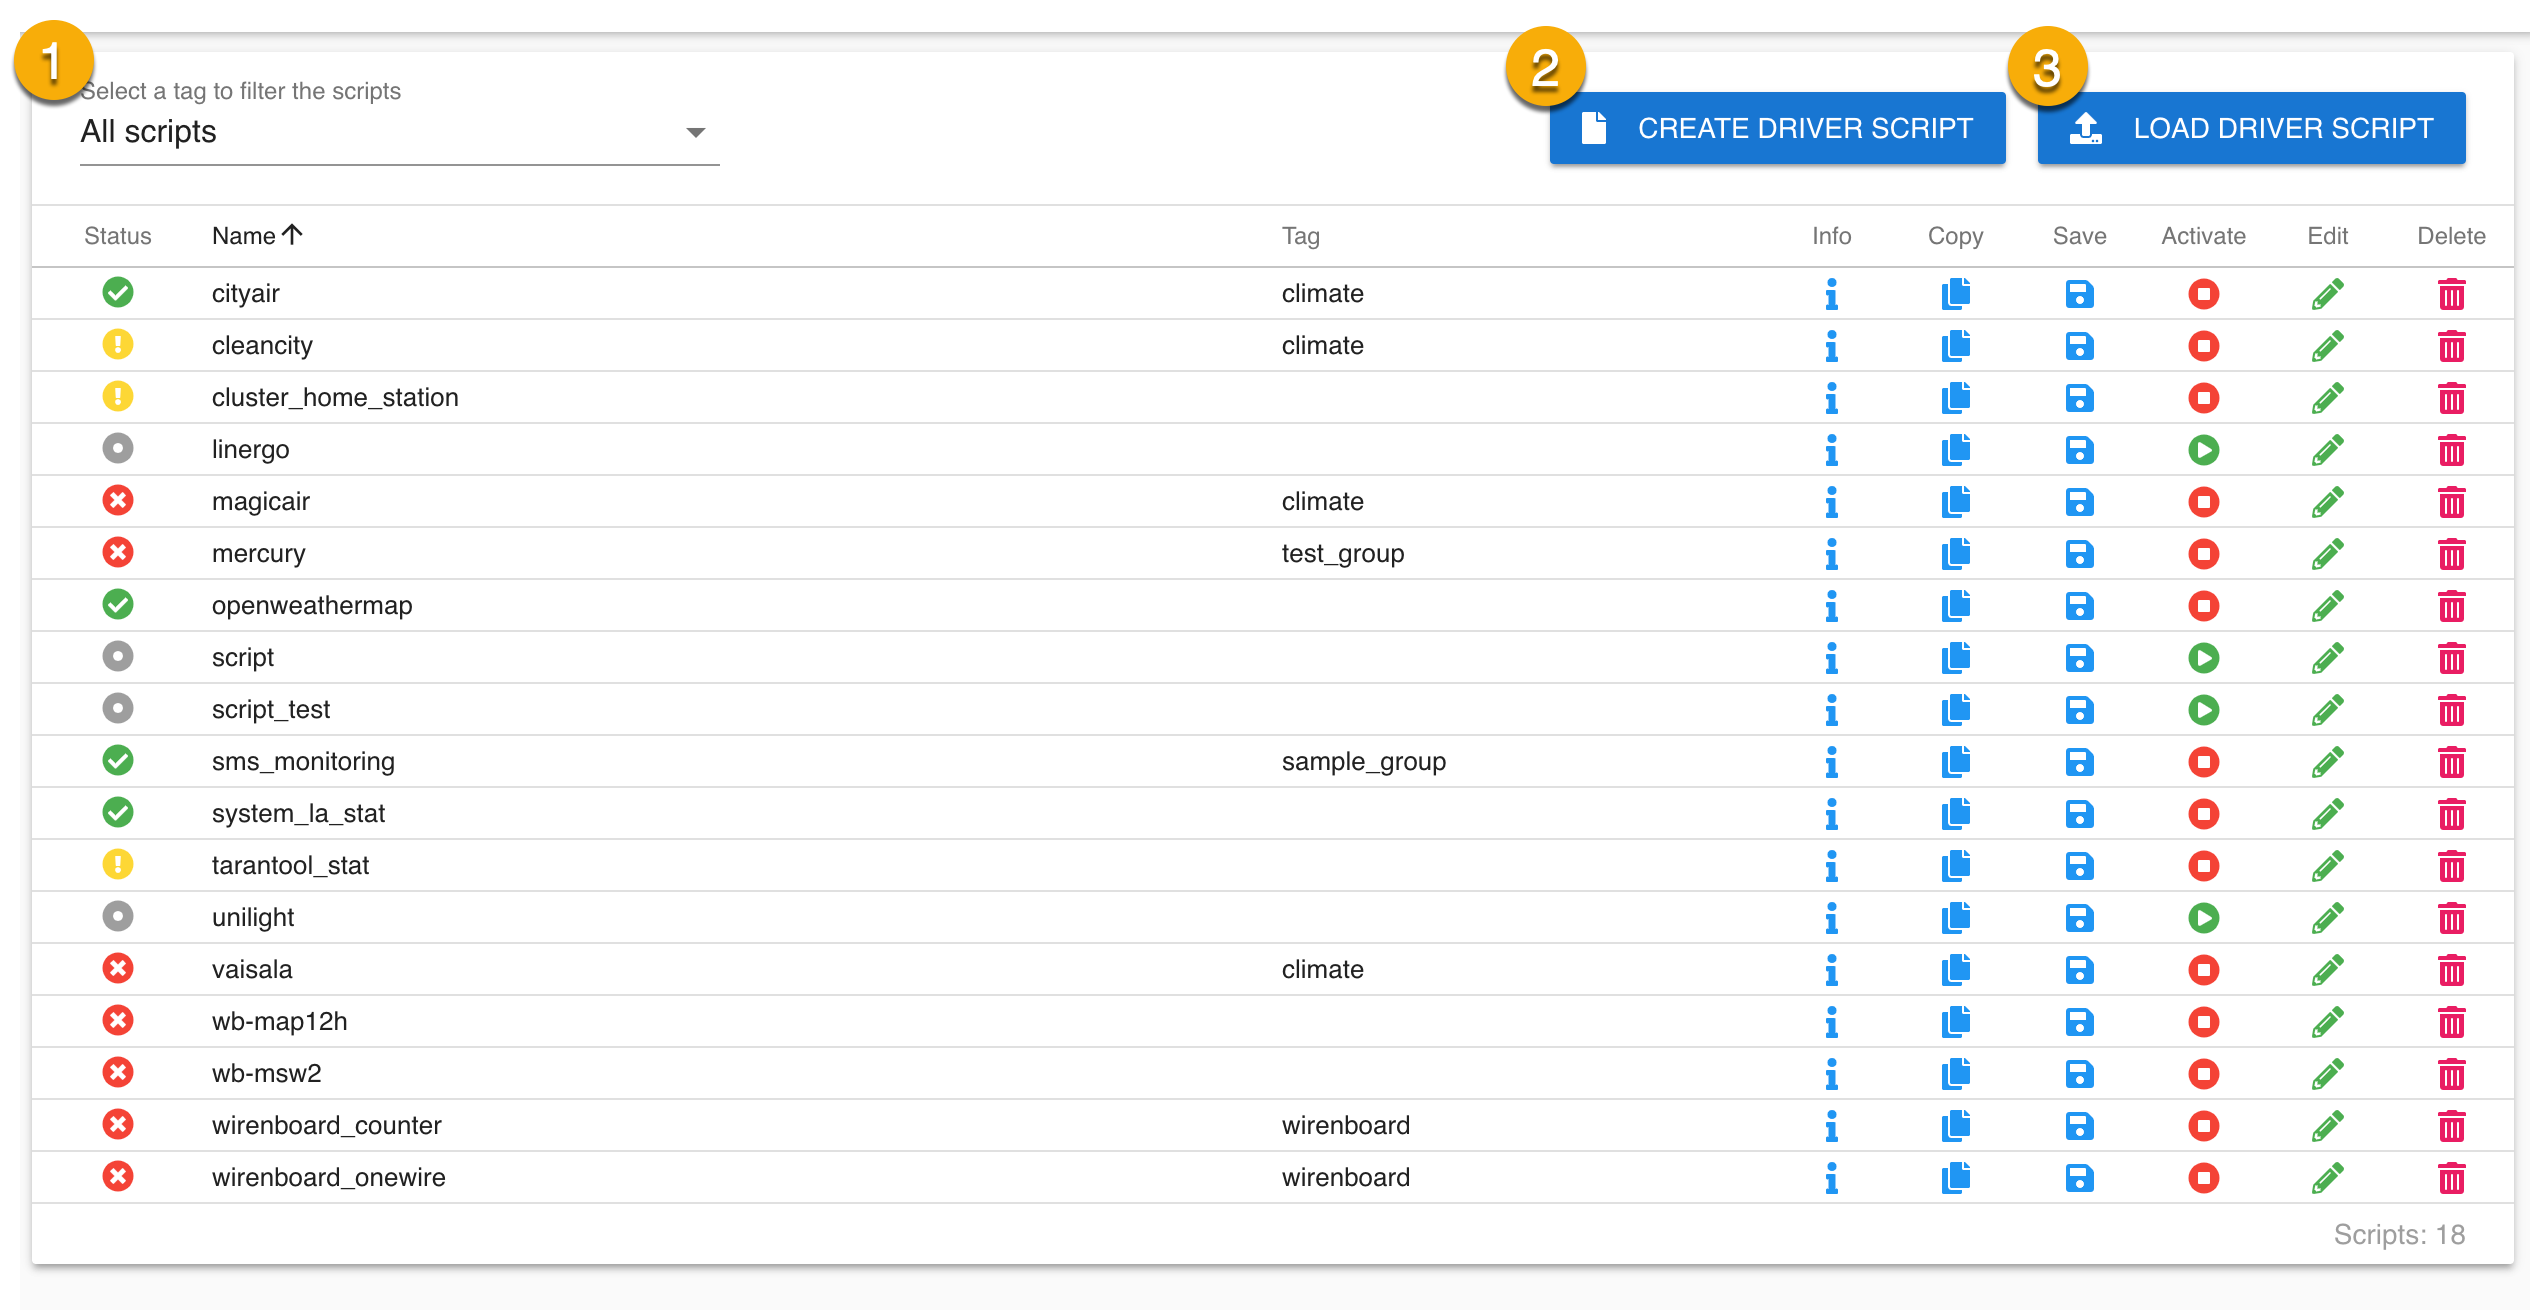 1
2
3
Select a tag to filter the scripts
All scripts
CREATE DRIVER SCRIPT
LOAD DRIVER SCRIPT
Status Name Tag Info Copy Save Activate Edit Delete
cityair climate
cleancity climate
cluster_home_station
linergo
magicair climate
mercury test_group
openweathermap
script
script_test
sms_monitoring sample_group
system_la_stat
tarantool_stat
unilight
vaisala climate
wb-map12h
wb-msw2
wirenboard_counter wirenboard
wirenboard_onewire wirenboard
Scripts: 18